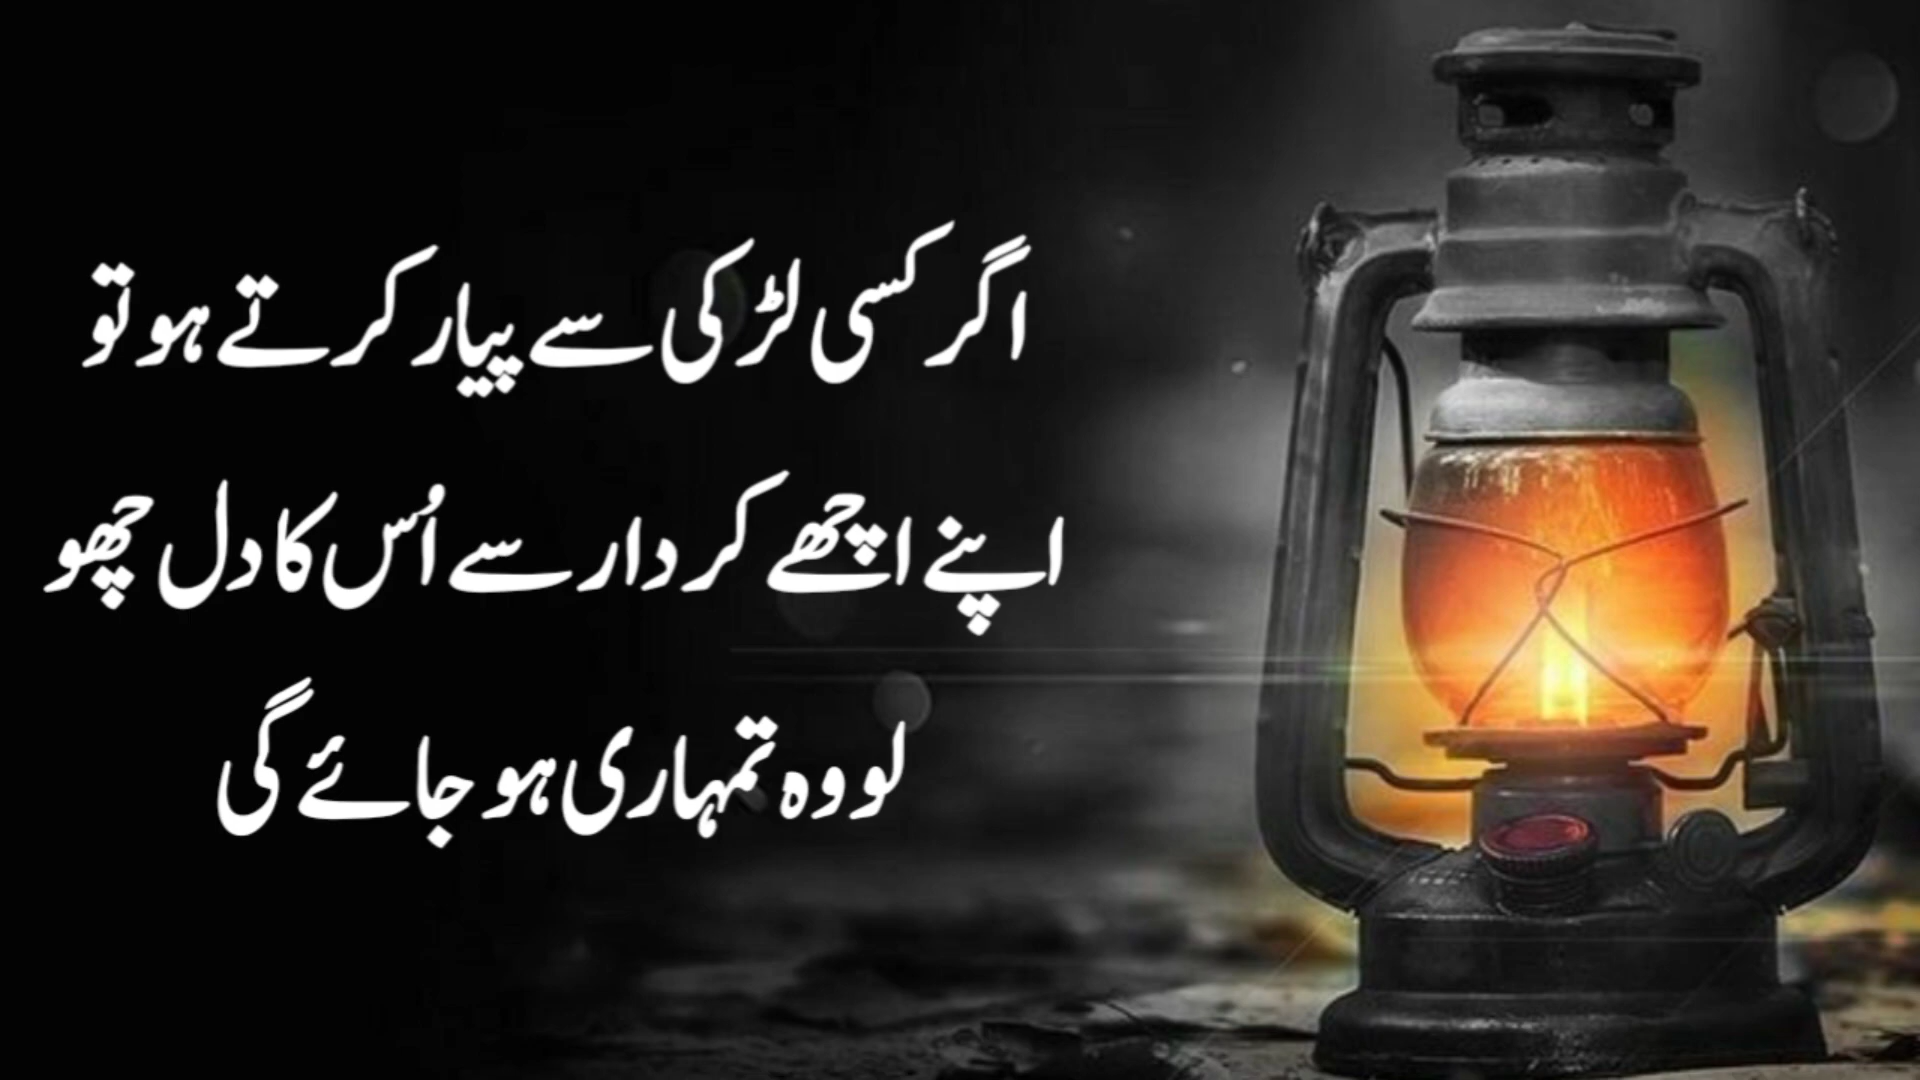 اگر کسی لڑکی سے پیار کرتے ہو تو
اپنے اچھے کردار سے اُس کا دل چھو
لو وہ تمہاری ہو جائے گی